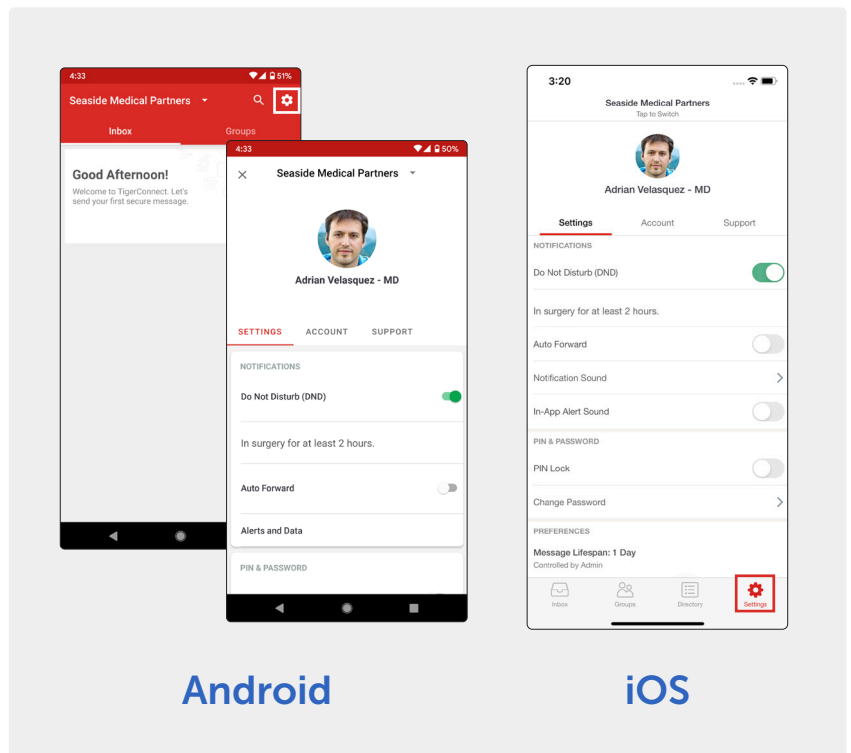 4:33
51%
Seaside Medical Partners
Inbox
Groups
Good Afternoon!
Welcome to TigerConnect. Let's
send your first secure message.
4:33
50%
Seaside Medical Partners
Adrian Velasquez - MD
SETTINGS ACCOUNT SUPPORT
NOTIFICATIONS
Do Not Disturb (DND)
In surgery for at least 2 hours.
Auto Forward
Alerts and Data
PIN & PASSWORD
Android
3:20
Seaside Medical Partners
Tap to Switch
Adrian Velasquez - MD
Settings Account Support
NOTIFICATIONS
Do Not Disturb (DND)
In surgery for at least 2 hours.
Auto Forward
Notification Sound
In-App Alert Sound
PIN & PASSWORD
PIN Lock
Change Password
PREFERENCES
Message Lifespan: 1 Day
Controlled by Admin
Inbox Groups Directory Settings
iOS